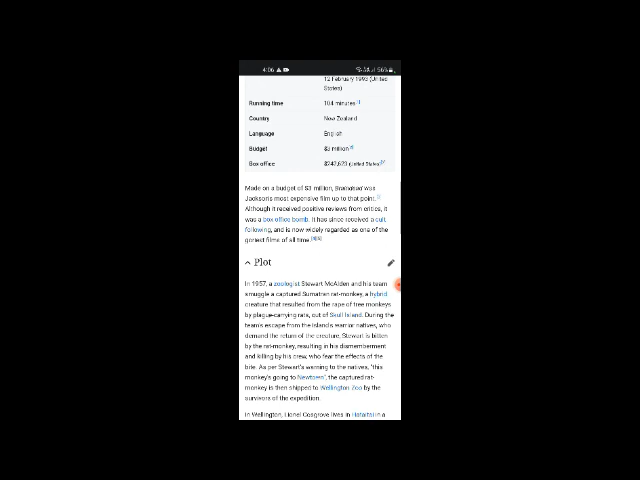 4:06 56%
12 February 1993 (United
States)
Running time 104 minutes
Country New Zealand
Language English
Budget $3 million
Box office $242,623 (United States)
Made on a budget of $3 million, Braindead was
Jackson's most expensive film up to that point.
Although it received positive reviews from critics, it
was a box office bomb. It has since received a cult
following, and is now widely regarded as one of the
goriest films of all time.
Plot
In 1957, a zoologist Stewart McAlden and his team
smuggle a captured Sumatran rat-monkey, a hybrid
creature that resulted from the rape of tree monkeys
by plague-carrying rats, out of Skull Island. During the
team's escape from the island's warrior natives, who
demand the return of the creature, Stewart is bitten
by the rat-monkey, resulting in his dismemberment
and killing by his crew, who fear the effects of the
bite. As per Stewart's warning to the natives, "this
monkey's going to Newtown", the captured rat-
monkey is then shipped to Wellington Zoo by the
survivors of the expedition.
In Wellington, Lionel Cosgrove lives in Hataitai in a